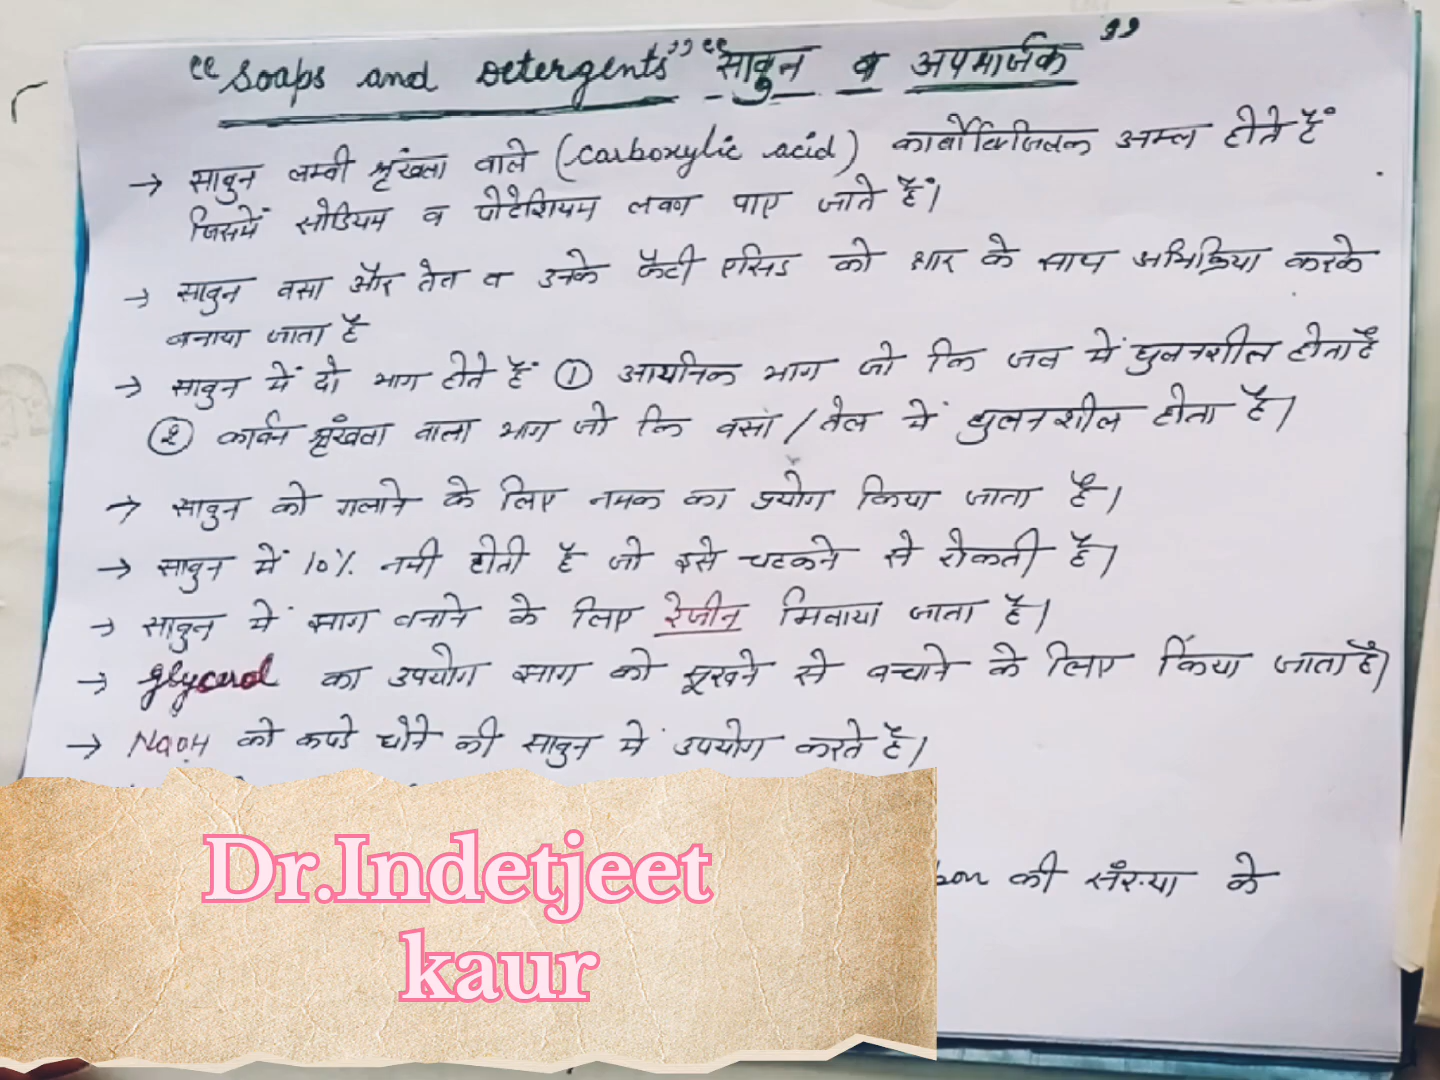 “Soaps and Detergents” “साबुन व अपमार्जक”
→ साबुन लम्बी श्रृंखला वाले (carboxylic acid) कार्बोक्सिलिक अम्ल होते हैं
जिसमें सोडियम व पोटेशियम लवण पाए जाते हैं।
→ साबुन वसा और तेल व उनके फैटी एसिड को क्षार के साथ अभिक्रिया करके
बनाया जाता है
→ साबुन में दो भाग होते हैं ① आयनिक भाग जो कि जल में घुलनशील होता है
② कार्बन श्रृंखला वाला भाग जो कि वसा / तेल में घुलनशील होता है।
→ साबुन को गलाने के लिए नमक का प्रयोग किया जाता है।
→ साबुन में 10% नमी होती है जो इसे चटकने से रोकती है।
→ साबुन में झाग बनाने के लिए रेजीन मिलाया जाता है।
→ Glycerol का उपयोग झाग को सूखने से बचाने के लिए किया जाता है।
→ NaOH को कपडे धोने की साबुन में उपयोग करते है।
की संख्या के
Dr.Indetjeet
kaur